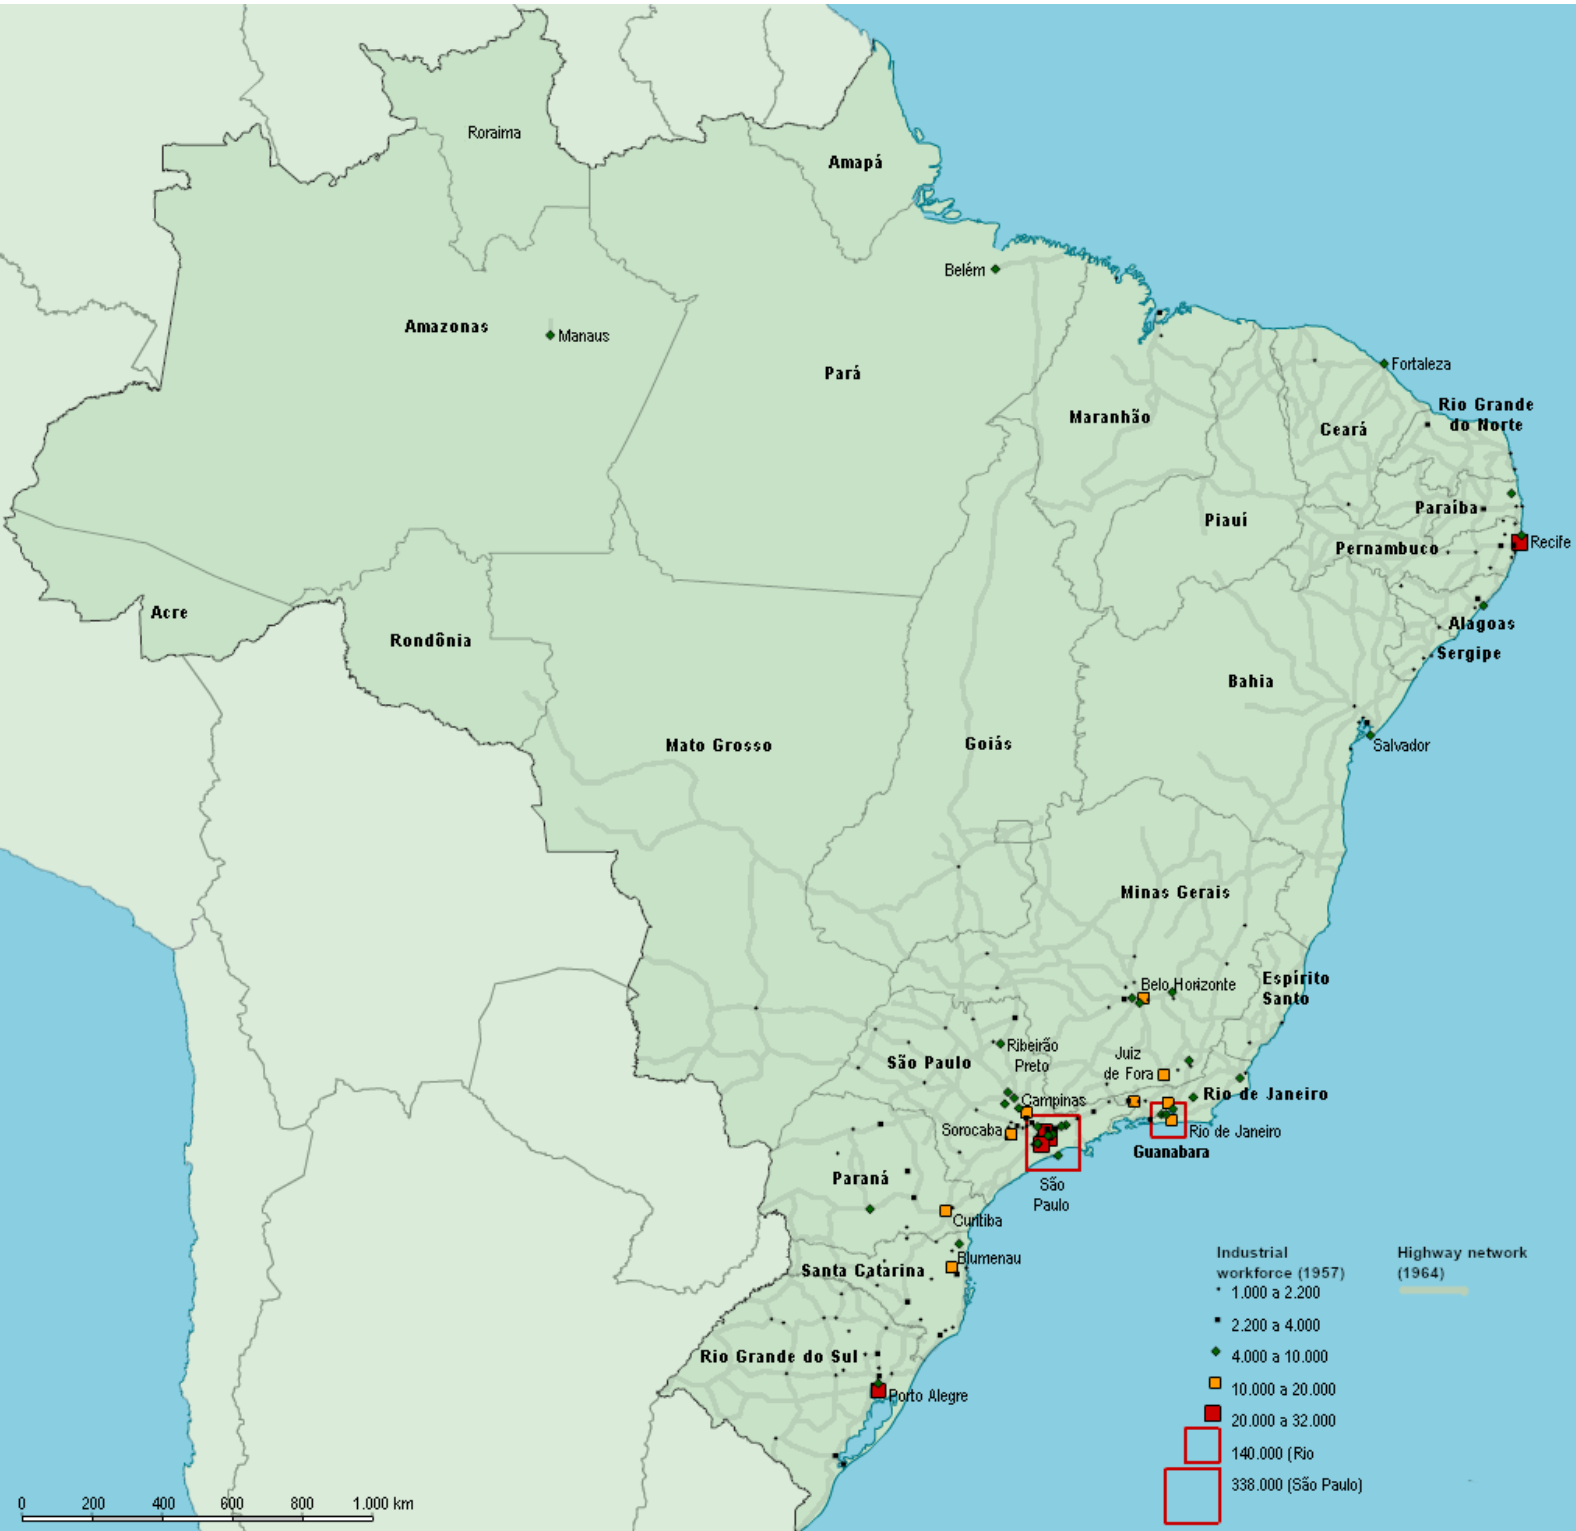 Roraima
Amapá
Belém
Amazonas
Manaus
Pará
Fortaleza
Maranhão
Rio Grande
do Norte
Ceará
Paraíba
Piauí
Pernambuco
Recife
Acre
Alagoas
Rondônia
Sergipe
Bahia
Mato Grosso
Goiás
Salvador
Minas Gerais
Belo Horizonte
Espírito
Santo
Ribeirão
Preto
Juiz
de Fora
São Paulo
Rio de Janeiro
Campinas
Sorocaba
Rio de Janeiro
Guanabara
Paraná
São
Paulo
Curitiba
Blumenau
Santa Catarina
Rio Grande do Sul
Porto Alegre
Industrial
workforce (1957)
1.000 a 2.200
2.200 a 4.000
4.000 a 10.000
10.000 a 20.000
20.000 a 32.000
140.000 (Rio
338.000 (São Paulo)
Highway network
(1964)
0 200 400 600 800 1.000 km